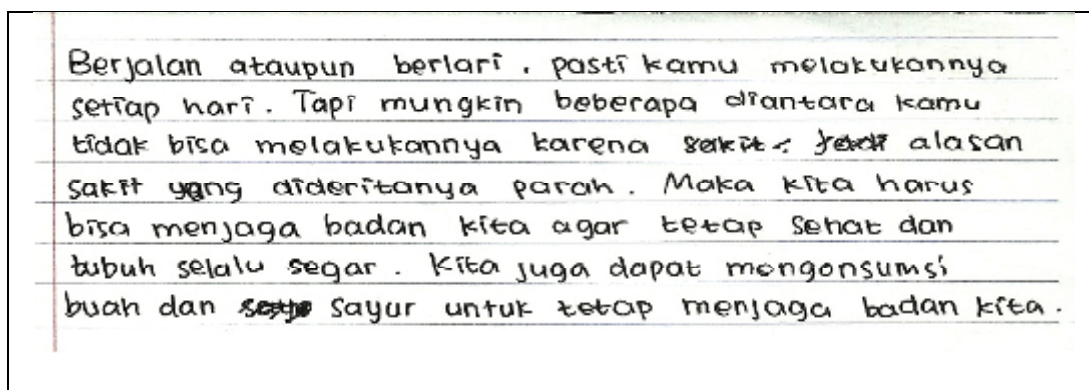 Berjalan ataupun berlari. pasti kamu melakukannya
setiap hari. Tapi mungkin beberapa diantara kamu
tidak bisa melakukannya karena alasan
sakit yang dideritanya parah. Maka kita harus
bisa menjaga badan kita agar tetap sehat dan
tubuh selalu segar. Kita juga dapat mengonsumsi
buah dan sayur untuk tetap menjaga badan kita.